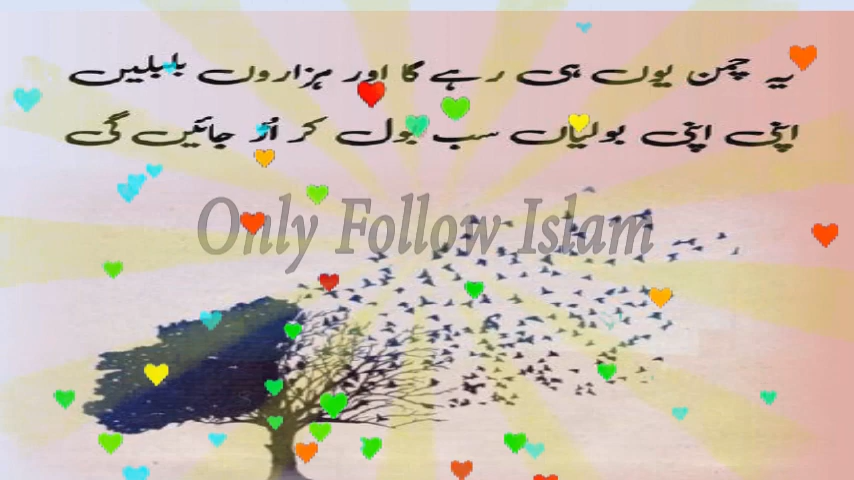 یہ چمن یوں ہی رہے گا اور ہزاروں بلبلیں
اپنی اپنی بولیاں سب بول کر اُڑ جائیں گی
Only Follow Islam